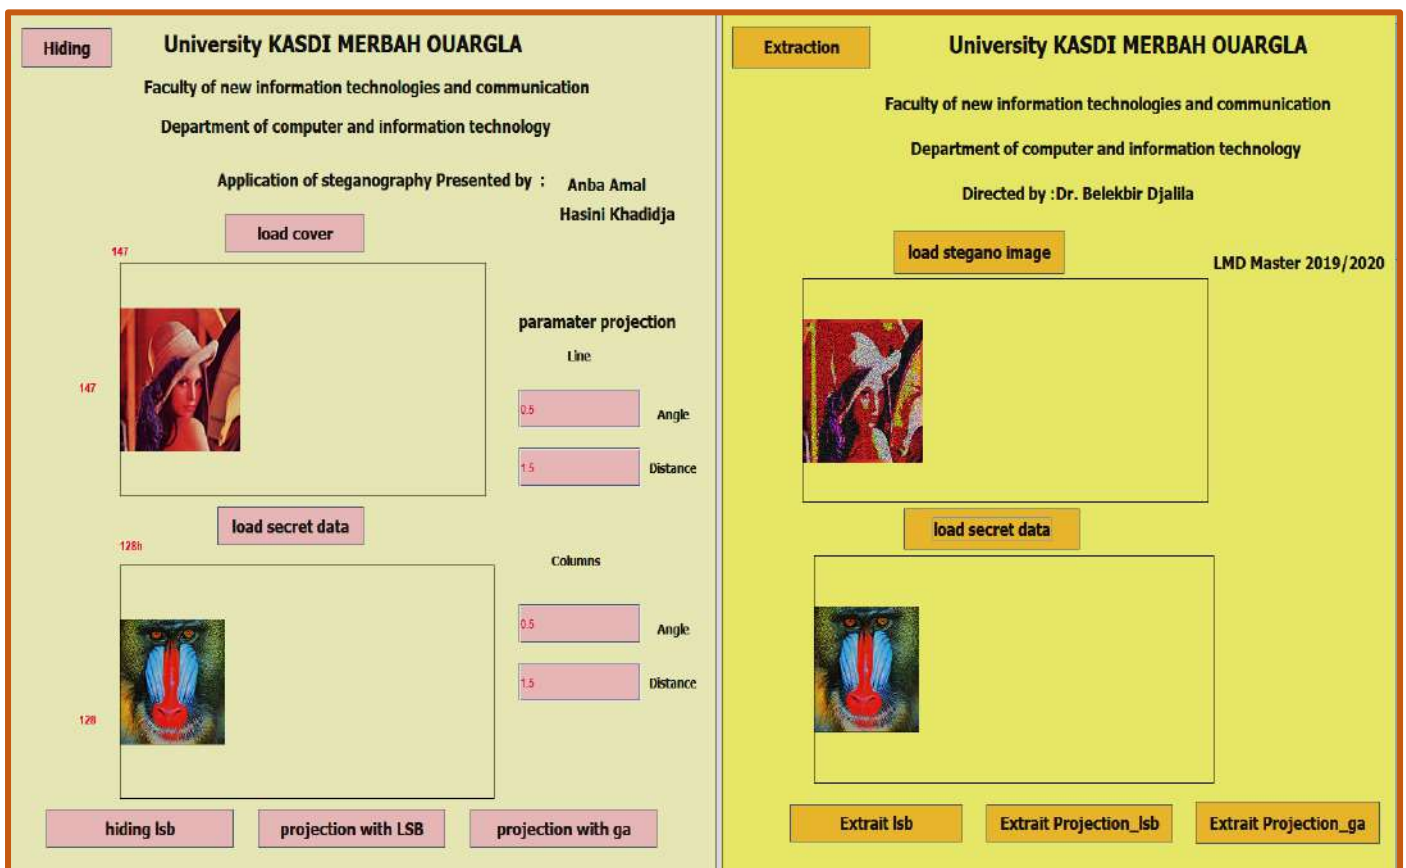 Hiding
University KASDI MERBAH OUARGLA
Faculty of new information technologies and communication
Department of computer and information technology
Application of steganography Presented by :
Anba Amal
Hasini Khadidja
load cover
147
147
paramater projection
Line
0.5
Angle
1.5
Distance
load secret data
128h
128
Columns
0.5
Angle
1.5
Distance
hiding lsb
projection with LSB
projection with ga
Extraction
University KASDI MERBAH OUARGLA
Faculty of new information technologies and communication
Department of computer and information technology
Directed by :Dr. Belekbir Djalila
load stegano image
LMD Master 2019/2020
load secret data
Extrait lsb
Extrait Projection_lsb
Extrait Projection_ga